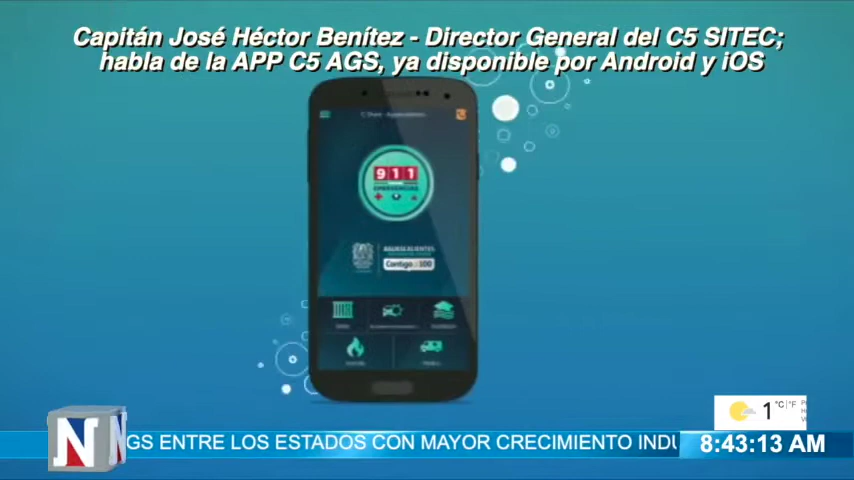 Capitán José Héctor Benítez - Director General del C5 SITEC;
habla de la APP C5 AGS, ya disponible por Android y iOS
911
EMERGENCIAS
AGUASCALIENTES
Contigo al 100
N
GS ENTRE LOS ESTADOS CON MAYOR CRECIMIENTO INDU
1 °C | °F
8:43:13 AM